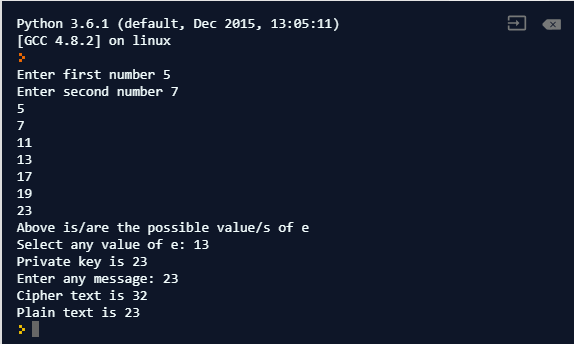 Python 3.6.1 (default, Dec 2015, 13:05:11)
[GCC 4.8.2] on linux
Enter first number 5
Enter second number 7
5
7
11
13
17
19
23
Above is/are the possible value/s of e
Select any value of e: 13
Private key is 23
Enter any message: 23
Cipher text is 32
Plain text is 23